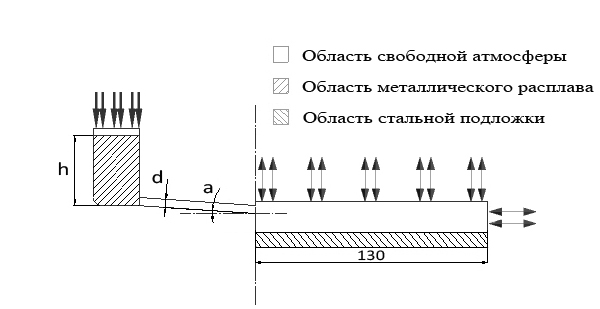 Область свободной атмосферы
Область металлического расплава
Область стальной подложки
h
d
a
130